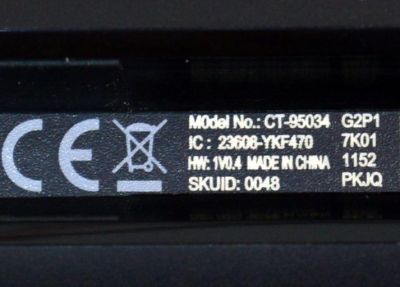 CE
M0del No.: CT-95034 G2P1
IC : 23608-YKF470 7K01
HW: 1V0.4 MADE IN CHINA 1152
SKUID: 0048 PKJQ